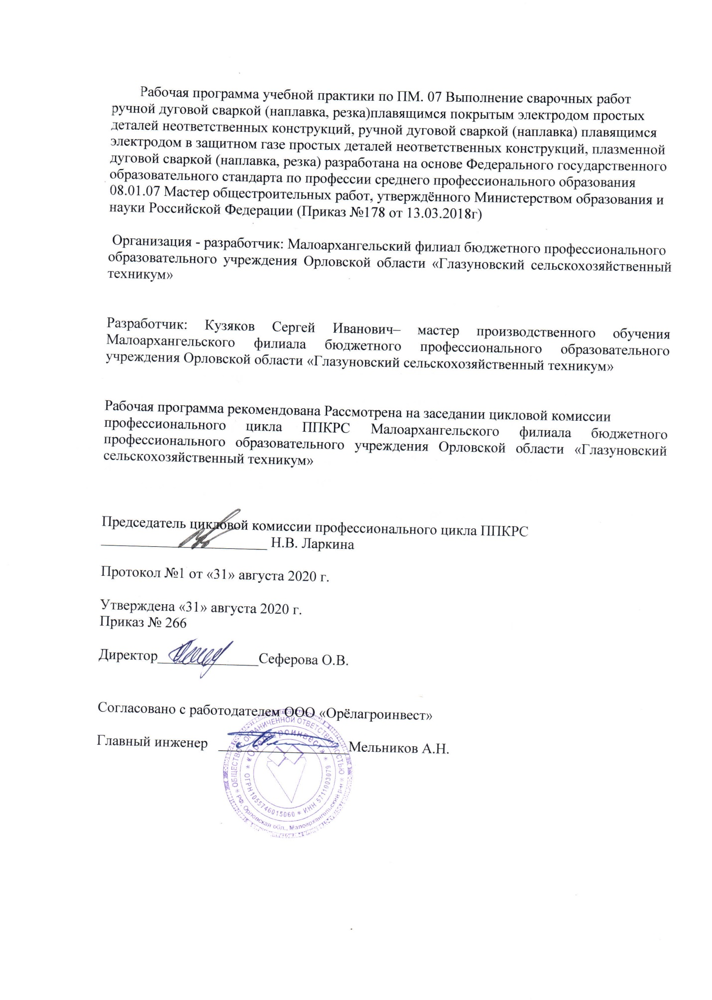 Рабочая программа учебной практики по ПМ. 07 Выполнение сварочных работ
ручной дуговой сваркой (наплавка, резка)плавящимся покрытым электродом простых
деталей неответственных конструкций, ручной дуговой сваркой (наплавка) плавящимся
электродом в защитном газе простых деталей неответственных конструкций, плазменной
дуговой сваркой (наплавка, резка) разработана на основе Федерального государственного
образовательного стандарта по профессии среднего профессионального образования
08.01.07 Мастер общестроительных работ, утверждённого Министерством образования и
науки Российской Федерации (Приказ №178 от 13.03.2018г)
Организация - разработчик: Малоархангельский филиал бюджетного профессионального
образовательного учреждения Орловской области «Глазуновский сельскохозяйственный
техникум»
Разработчик: Кузяков Сергей Иванович– мастер производственного обучения
Малоархангельского филиала бюджетного профессионального образовательного
учреждения Орловской области «Глазуновский сельскохозяйственный техникум»
Рабочая программа рекомендована Рассмотрена на заседании цикловой комиссии
профессионального цикла ППКРС Малоархангельского филиала бюджетного
профессионального образовательного учреждения Орловской области «Глазуновский
сельскохозяйственный техникум»
Председатель цикловой комиссии профессионального цикла ППКРС
Н.В. Ларкина
Протокол №1 от «31» августа 2020 г.
Утверждена «31» августа 2020 г.
Приказ № 266
Директор Сеферова О.В.
Согласовано с работодателем ООО «Орёлагроинвест»
Главный инженер Мельников А.Н.
ОБЩЕСТВО С ОГРАНИЧЕННОЙ ОТВЕТСТВЕННОСТЬЮ
«Орелагроинвест»
ОГРН 1055746015060 * ИНН 5711003079
РФ, Орловская обл., Малоархангельский р-н